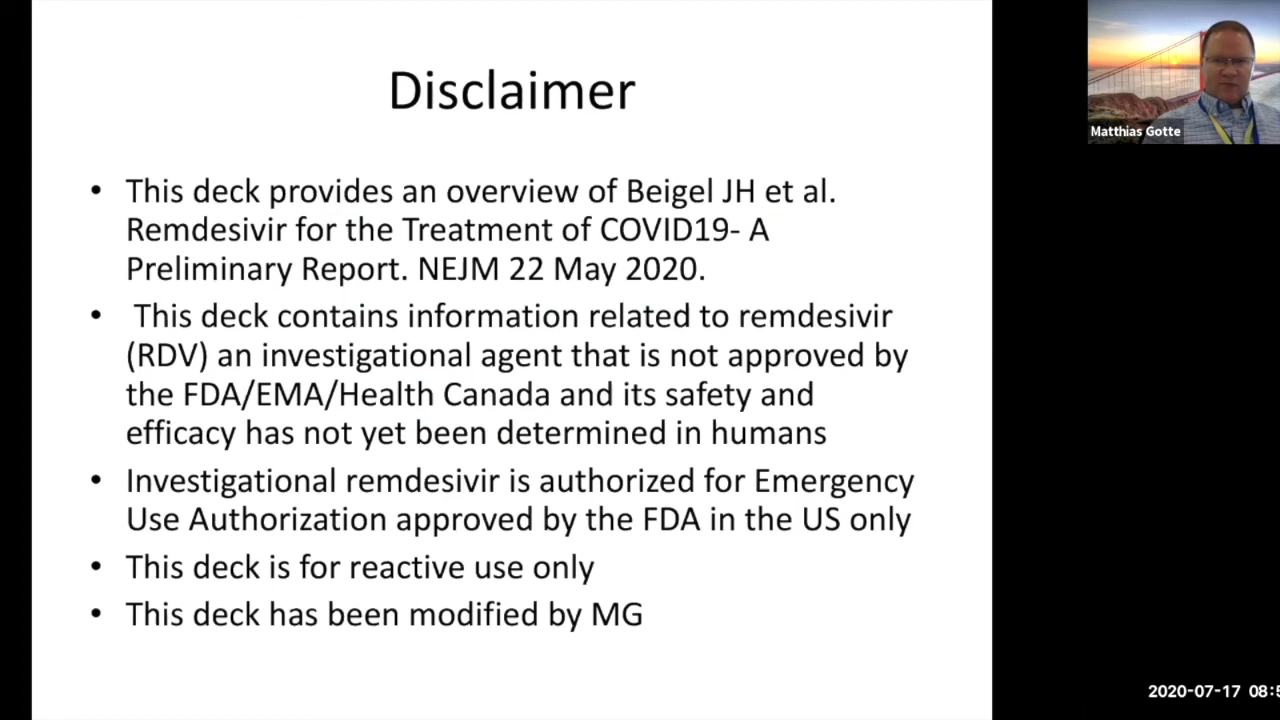 Disclaimer
• This deck provides an overview of Beigel JH et al.
Remdesivir for the Treatment of COVID19- A
Preliminary Report. NEJM 22 May 2020.
• This deck contains information related to remdesivir
(RDV) an investigational agent that is not approved by
the FDA/EMA/Health Canada and its safety and
efficacy has not yet been determined in humans
• Investigational remdesivir is authorized for Emergency
Use Authorization approved by the FDA in the US only
• This deck is for reactive use only
• This deck has been modified by MG
Matthias Gotte
2020-07-17